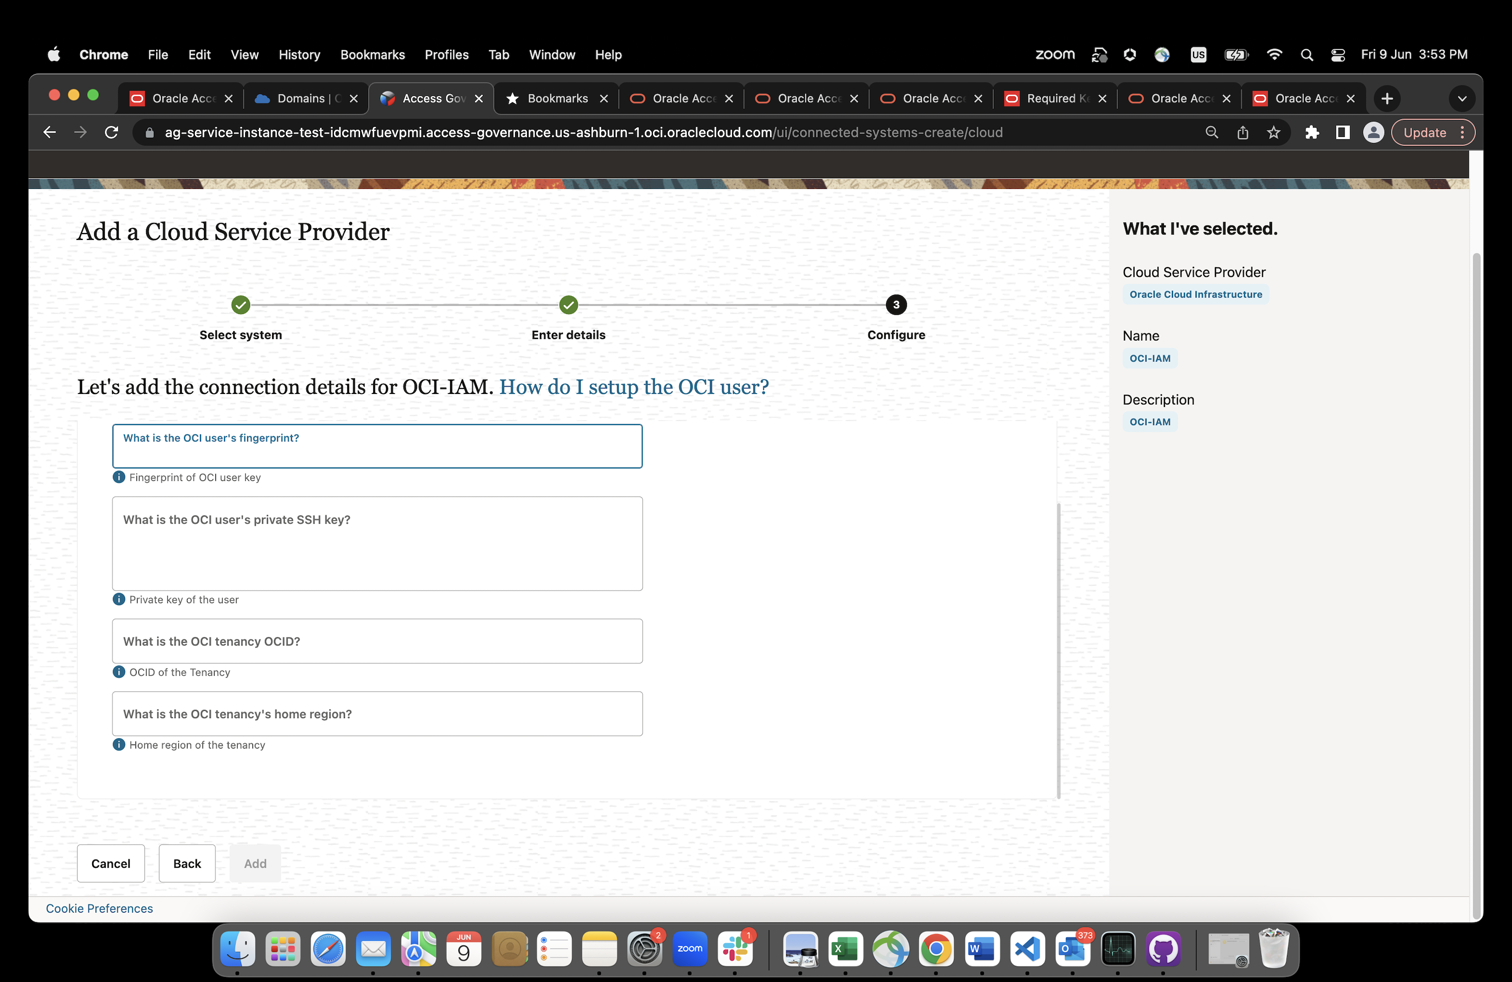 Chrome File Edit View History Bookmarks Profiles Tab Window Help zoom US Fri 9 Jun 3:53 PM
Oracle Acc Domains | Access Gov Bookmarks Oracle Acc Oracle Acc Oracle Acc Required K Oracle Acc Oracle Acc
ag-service-instance-test-idcmwfuevpmi.access-governance.us-ashburn-1.oci.oraclecloud.com/ui/connected-systems-create/cloud Update
Add a Cloud Service Provider
3
Select system Enter details Configure
Let's add the connection details for OCI-IAM. How do I setup the OCI user?
What is the OCI user's fingerprint?
Fingerprint of OCI user key
What is the OCI user's private SSH key?
Private key of the user
What is the OCI tenancy OCID?
OCID of the Tenancy
What is the OCI tenancy's home region?
Home region of the tenancy
Cancel Back Add
Cookie Preferences
What I've selected.
Cloud Service Provider
Oracle Cloud Infrastructure
Name
OCI-IAM
Description
OCI-IAM
JUN
9
2
zoom
1
373